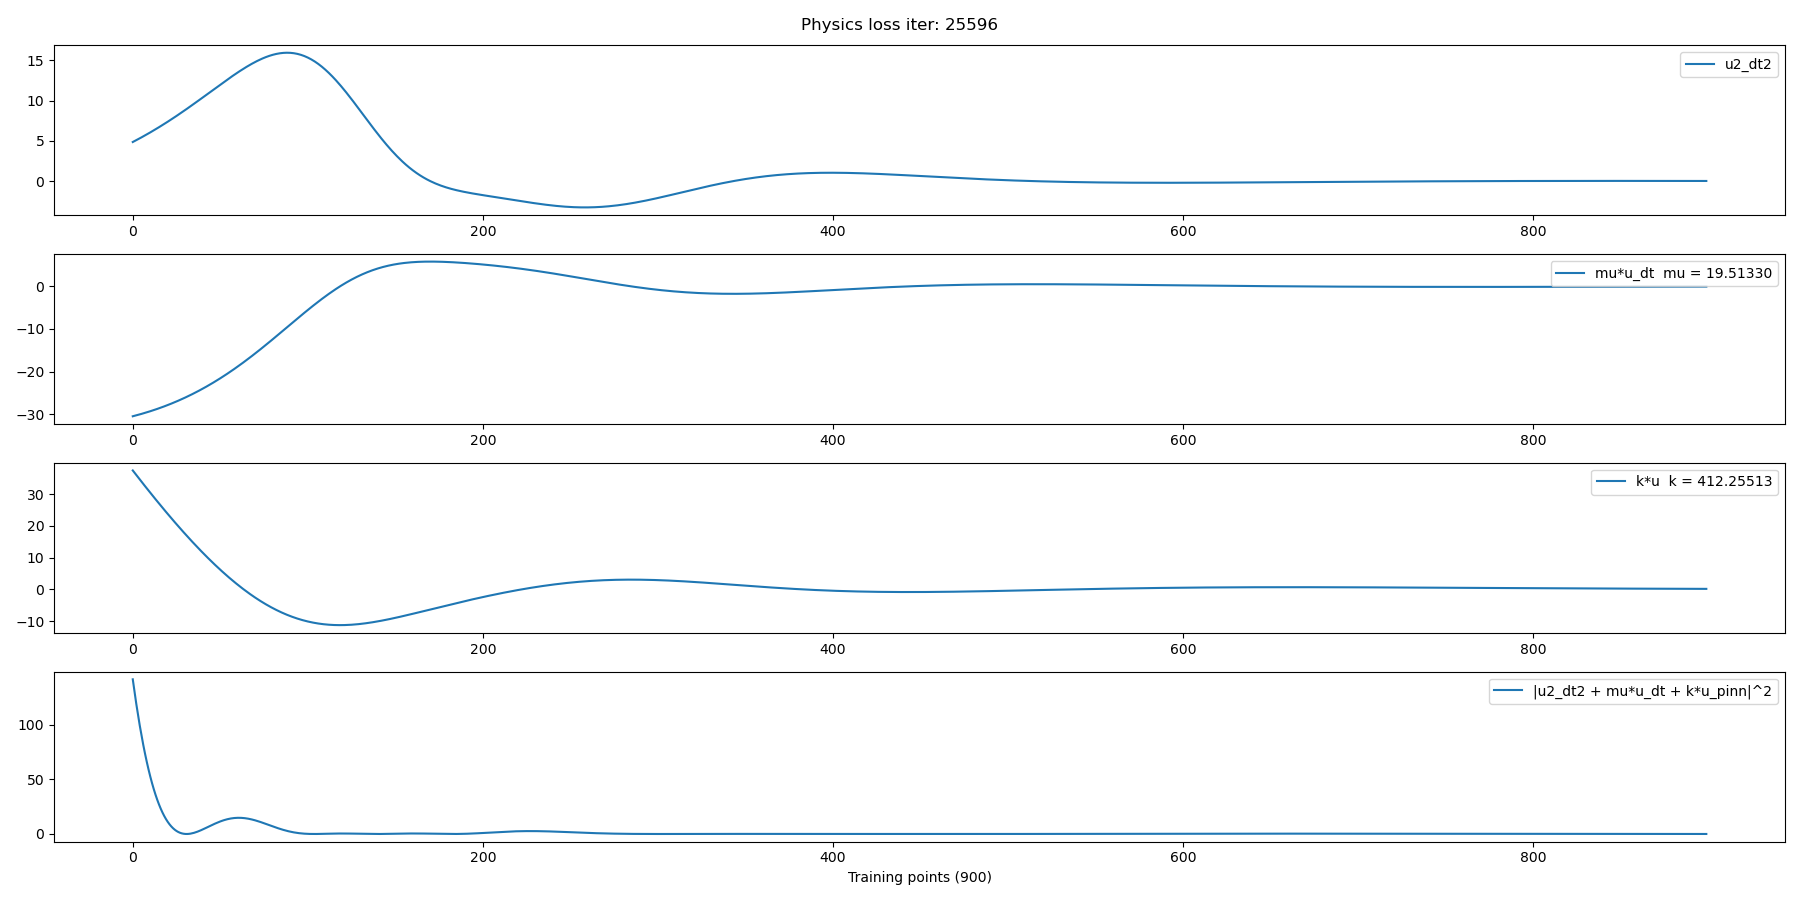 Physics loss iter: 25596
15
10
5
0
u2_dt2
0 200 400 600 800
0
−10
−20
−30
mu*u_dt  mu = 19.51330
0 200 400 600 800
30
20
10
0
−10
k*u  k = 412.25513
0 200 400 600 800
100
50
0
|u2_dt2 + mu*u_dt + k*u_pinn|^2
0 200 400 600 800
Training points (900)